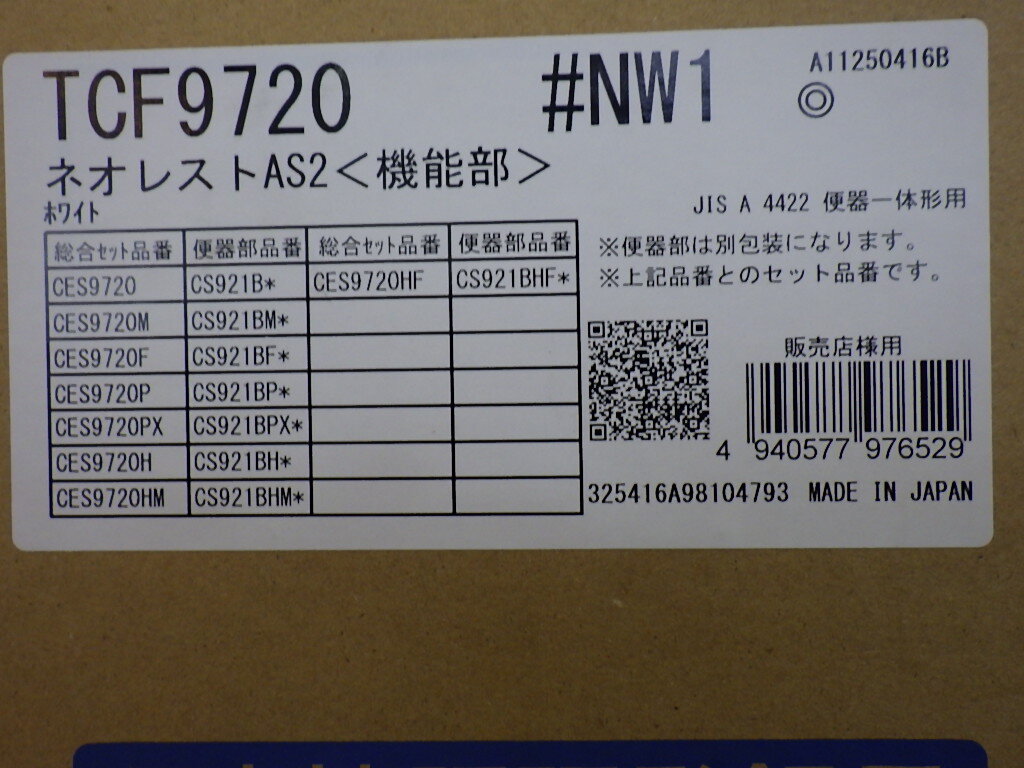 TCF9720 #NW1 A11250416B
◎
ネオレストAS2＜機能部＞
ﾎﾜｲﾄ
JIS A 4422 便器一体形用
総合ｾｯﾄ品番 便器部品番 総合ｾｯﾄ品番 便器部品番
CES9720 CS921B* CES9720HF CS921BHF*
CES9720M CS921BM*
CES9720F CS921BF*
CES9720P CS921BP*
CES9720PX CS921BPX*
CES9720H CS921BH*
CES9720HM CS921BHM*
※便器部は別包装になります。
※上記品番とのセット品番です。
販売店様用
4 940577 976529
325416A98104793 MADE IN JAPAN